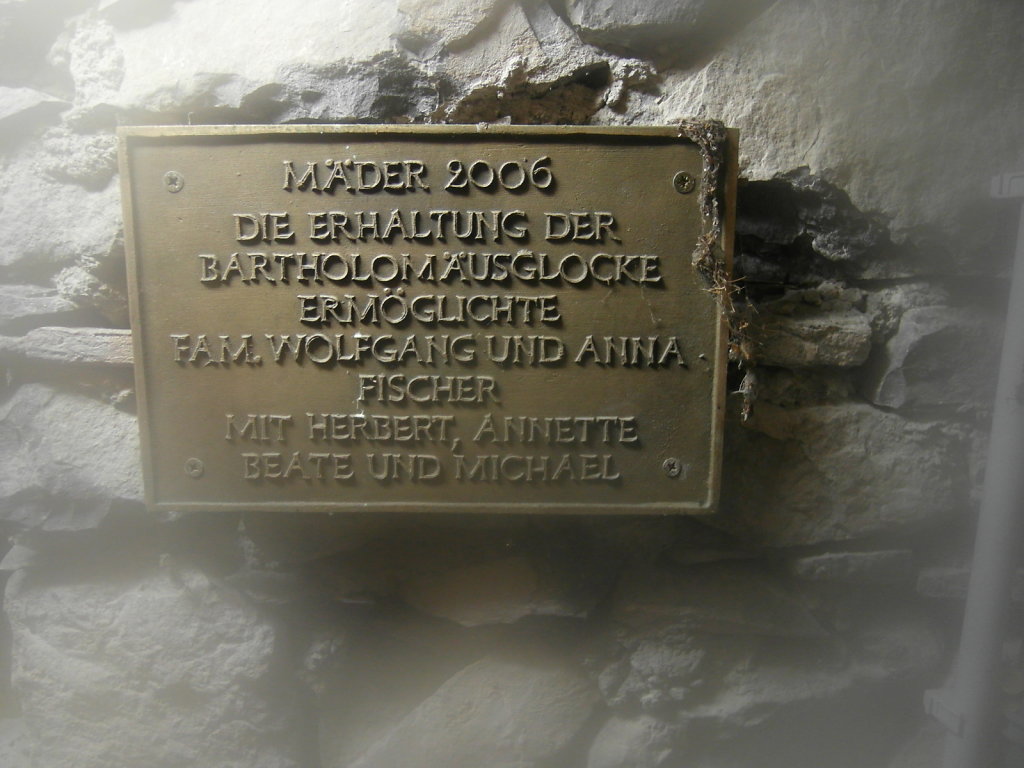 MÄDER 2006
DIE ERHALTUNG DER
BARTHOLOMÄUSGLOCKE
ERMÖGLICHTE
FAM. WOLFGANG UND ANNA
FISCHER
MIT HERBERT, ANNETTE
BEATE UND MICHAEL